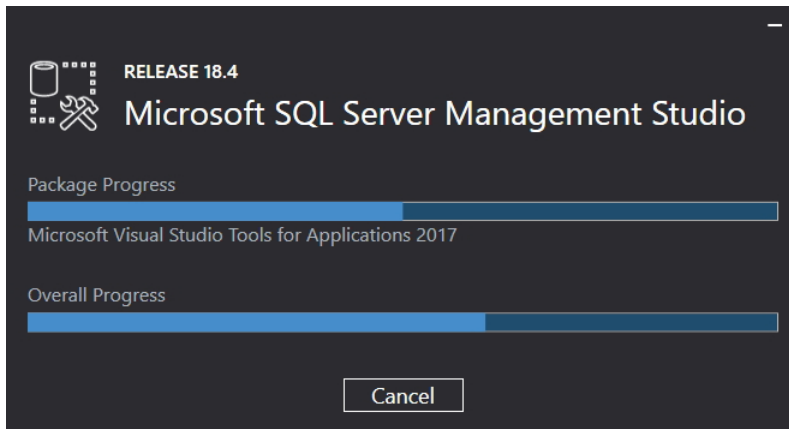 RELEASE 18.4
Microsoft SQL Server Management Studio
Package Progress
Microsoft Visual Studio Tools for Applications 2017
Overall Progress
Cancel